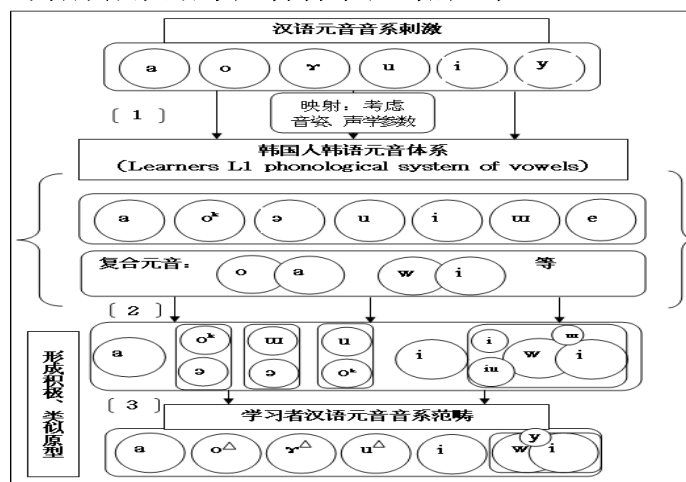 汉语元音音系刺激
a o ɤ u i y
〔 1 〕
映射：考虑
音姿、声学参数
韩国人韩语元音体系
(Learners L1 phonological system of vowels)
a oᵏ ɔ u i ɯ e
复合元音： o a w i 等
〔 2 〕
a oᵏ ɔ ɯ ɔ u oᵏ i i iu w ɯ i
形成积极、类似原型
〔 3 〕
学习者汉语元音音系范畴
a o△ ɤ△ u△ i w y i